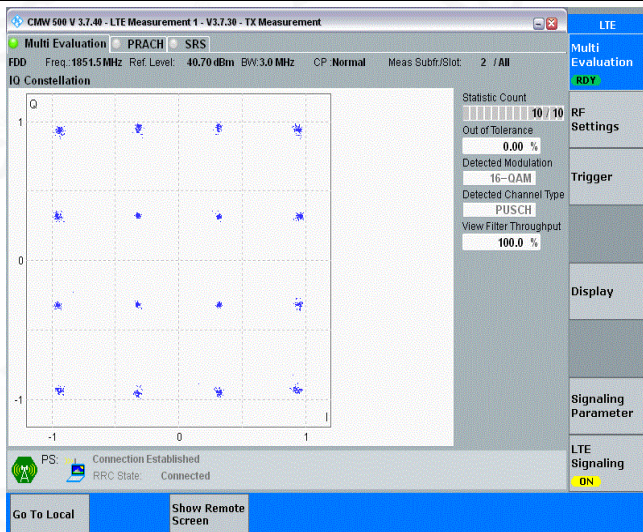 CMW 500 V 3.7.40 - LTE Measurement 1 - V3.7.30 - TX Measurement
LTE
Multi Evaluation PRACH SRS
Multi Evaluation
RDY
FDD Freq.:1851.5 MHz Ref. Level: 40.70 dBm BW:3.0 MHz CP :Normal Meas Subfr./Slot: 2 / All
IQ Constellation
Q
1
0
-1
-1 0 1
I
Statistic Count
10 / 10
Out of Tolerance
0.00 %
Detected Modulation
16-QAM
Detected Channel Type
PUSCH
View Filter Throughput
100.0 %
RF Settings
Trigger
Display
Signaling Parameter
LTE Signaling
ON
PS: Connection Established
RRC State: Connected
Go To Local
Show Remote Screen